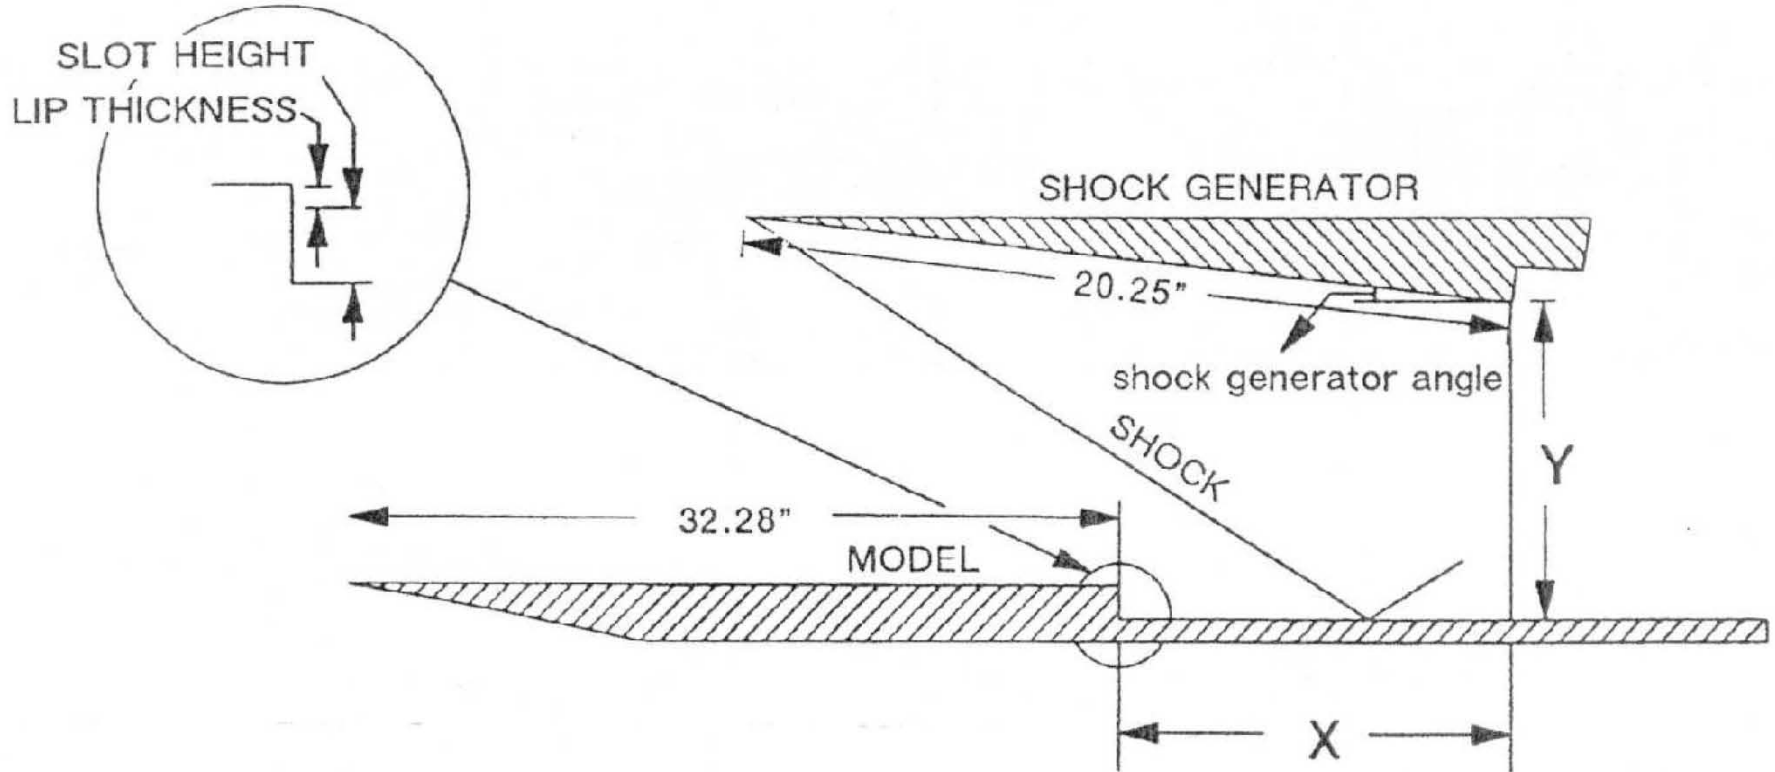 SLOT HEIGHT
LIP THICKNESS
SHOCK GENERATOR
20.25"
shock generator angle
SHOCK
Y
32.28"
MODEL
X